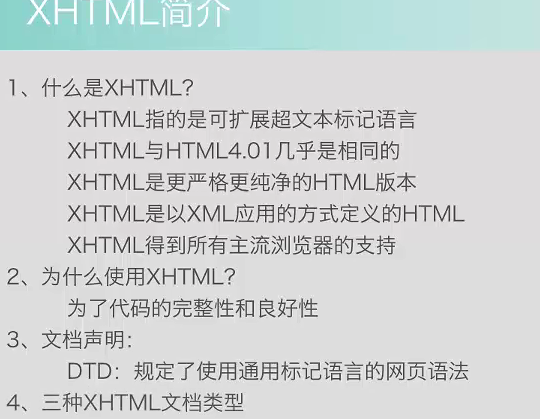 XHTML简介
1、什么是XHTML？
XHTML指的是可扩展超文本标记语言
XHTML与HTML4.01几乎是相同的
XHTML是更严格更纯净的HTML版本
XHTML是以XML应用的方式定义的HTML
XHTML得到所有主流浏览器的支持
2、为什么使用XHTML？
为了代码的完整性和良好性
3、文档声明：
DTD：规定了使用通用标记语言的网页语法
4、三种XHTML文档类型